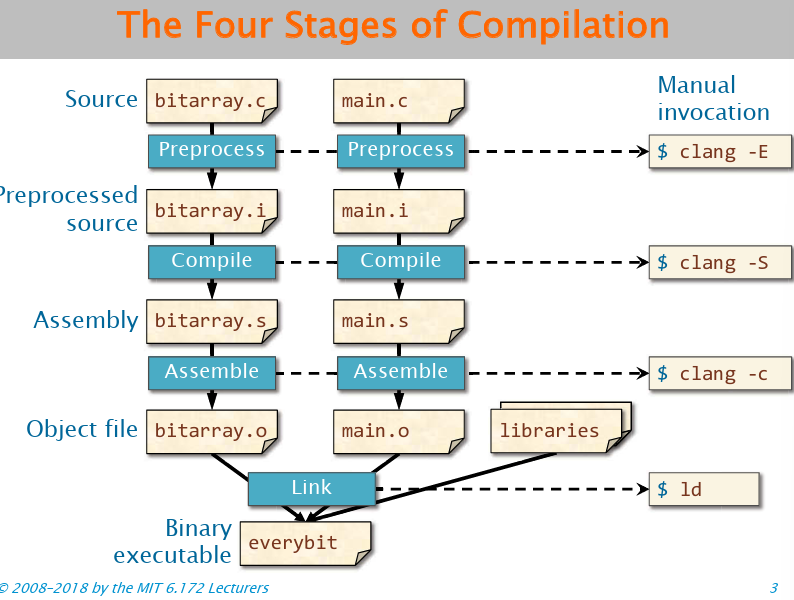 The Four Stages of Compilation
Source
bitarray.c
main.c
Manual
invocation
Preprocess
Preprocess
$ clang -E
Preprocessed
source
bitarray.i
main.i
Compile
Compile
$ clang -S
Assembly
bitarray.s
main.s
Assemble
Assemble
$ clang -c
Object file
bitarray.o
main.o
libraries
Link
$ ld
Binary
executable
everybit
© 2008–2018 by the MIT 6.172 Lecturers
3